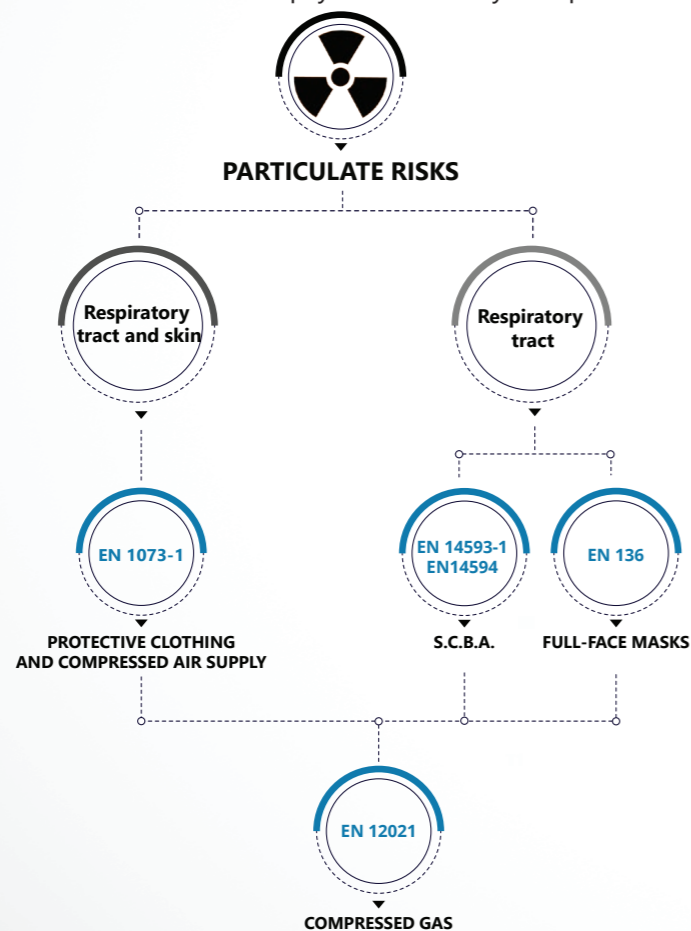 PARTICULATE RISKS
Respiratory
tract and skin
Respiratory
tract
EN 1073-1
EN 14593-1
EN14594
EN 136
PROTECTIVE CLOTHING
AND COMPRESSED AIR SUPPLY
S.C.B.A.
FULL-FACE MASKS
EN 12021
COMPRESSED GAS